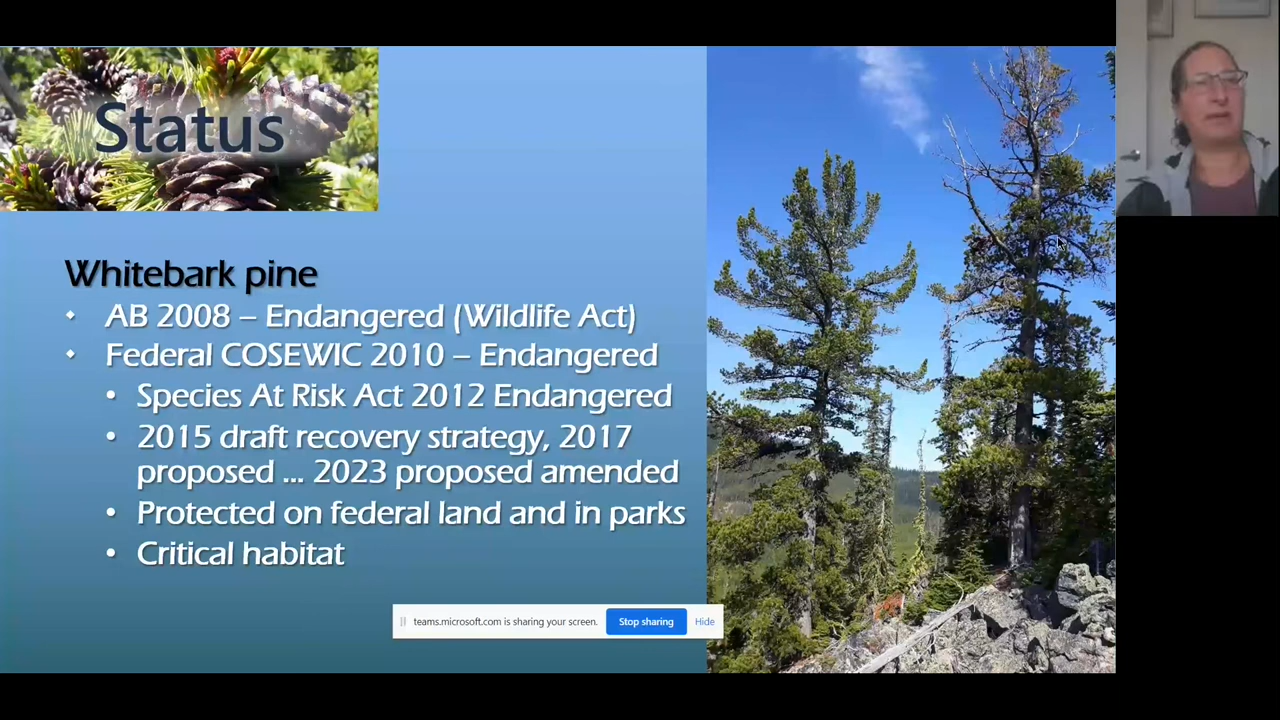 Status
Whitebark pine
• AB 2008 – Endangered (Wildlife Act)
• Federal COSEWIC 2010 – Endangered
• Species At Risk Act 2012 Endangered
• 2015 draft recovery strategy, 2017
proposed ... 2023 proposed amended
• Protected on federal land and in parks
• Critical habitat
teams.microsoft.com is sharing your screen. Stop sharing Hide